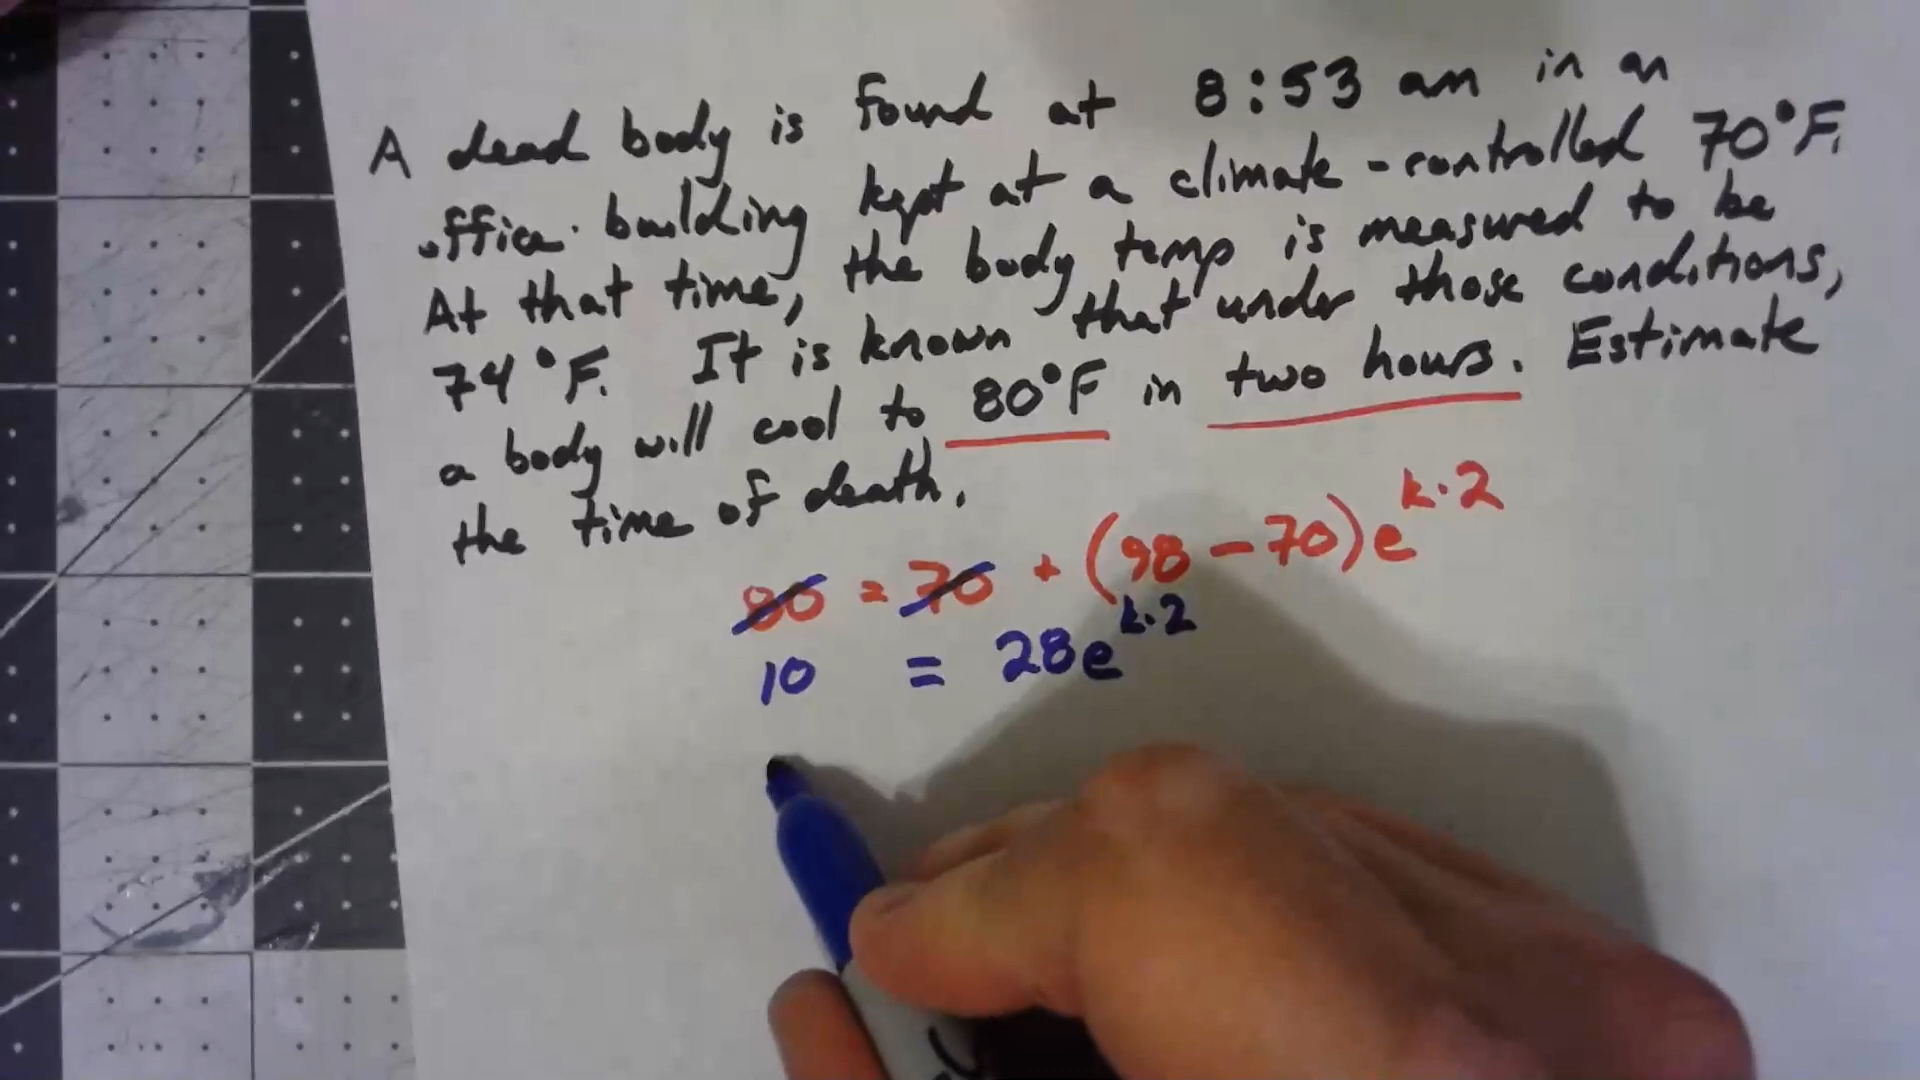 A dead body is found at 8:53 am in an
office building kept at a climate-controlled 70°F.
At that time, the body temp is measured to be
74°F. It is known that under those conditions,
a body will cool to 80°F in two hours. Estimate
the time of death.
80 = 70 + (98 - 70)e^k·2
10 = 28e^k·2